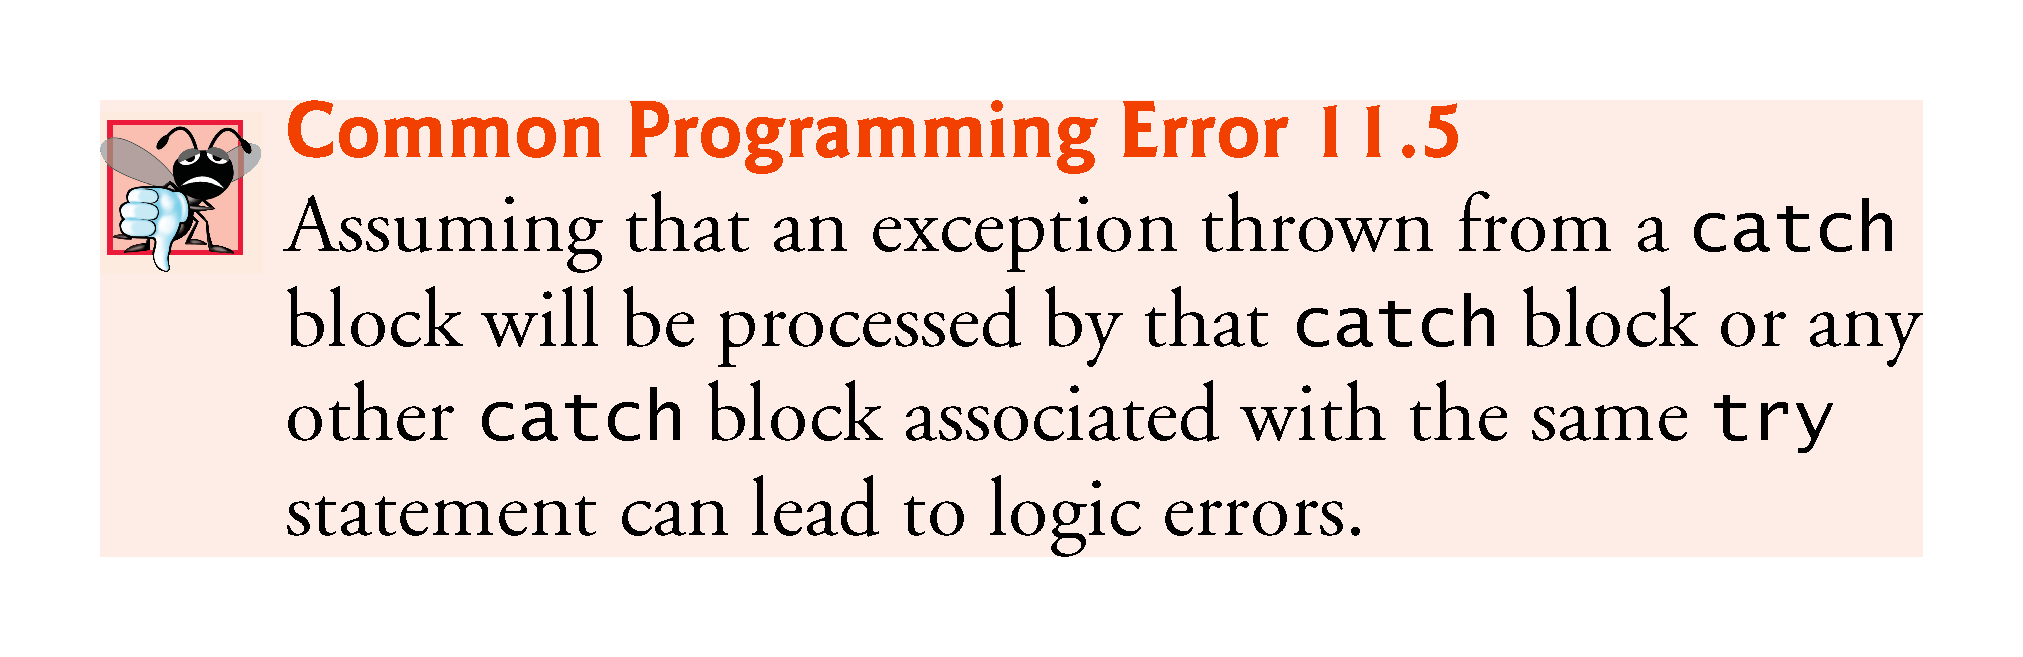 Common Programming Error 11.5
Assuming that an exception thrown from a catch
block will be processed by that catch block or any
other catch block associated with the same try
statement can lead to logic errors.